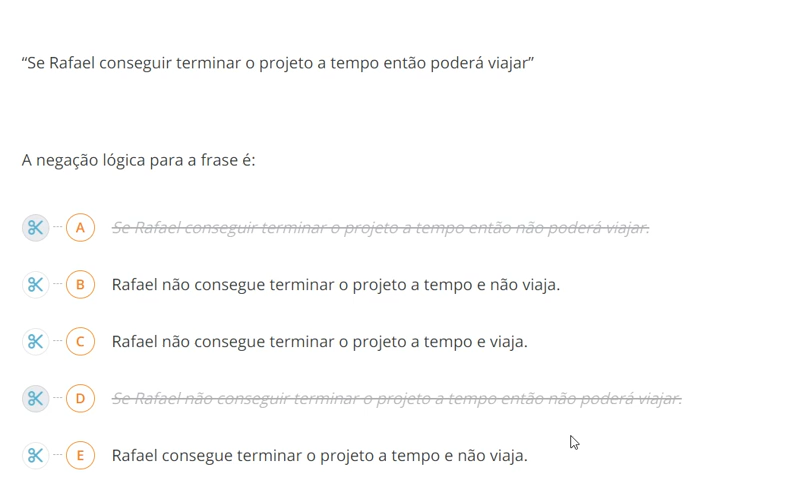 “Se Rafael conseguir terminar o projeto a tempo então poderá viajar”
A negação lógica para a frase é:
A Se Rafael conseguir terminar o projeto a tempo então não poderá viajar.
B Rafael não consegue terminar o projeto a tempo e não viaja.
C Rafael não consegue terminar o projeto a tempo e viaja.
D Se Rafael não conseguir terminar o projeto a tempo então não poderá viajar.
E Rafael consegue terminar o projeto a tempo e não viaja.